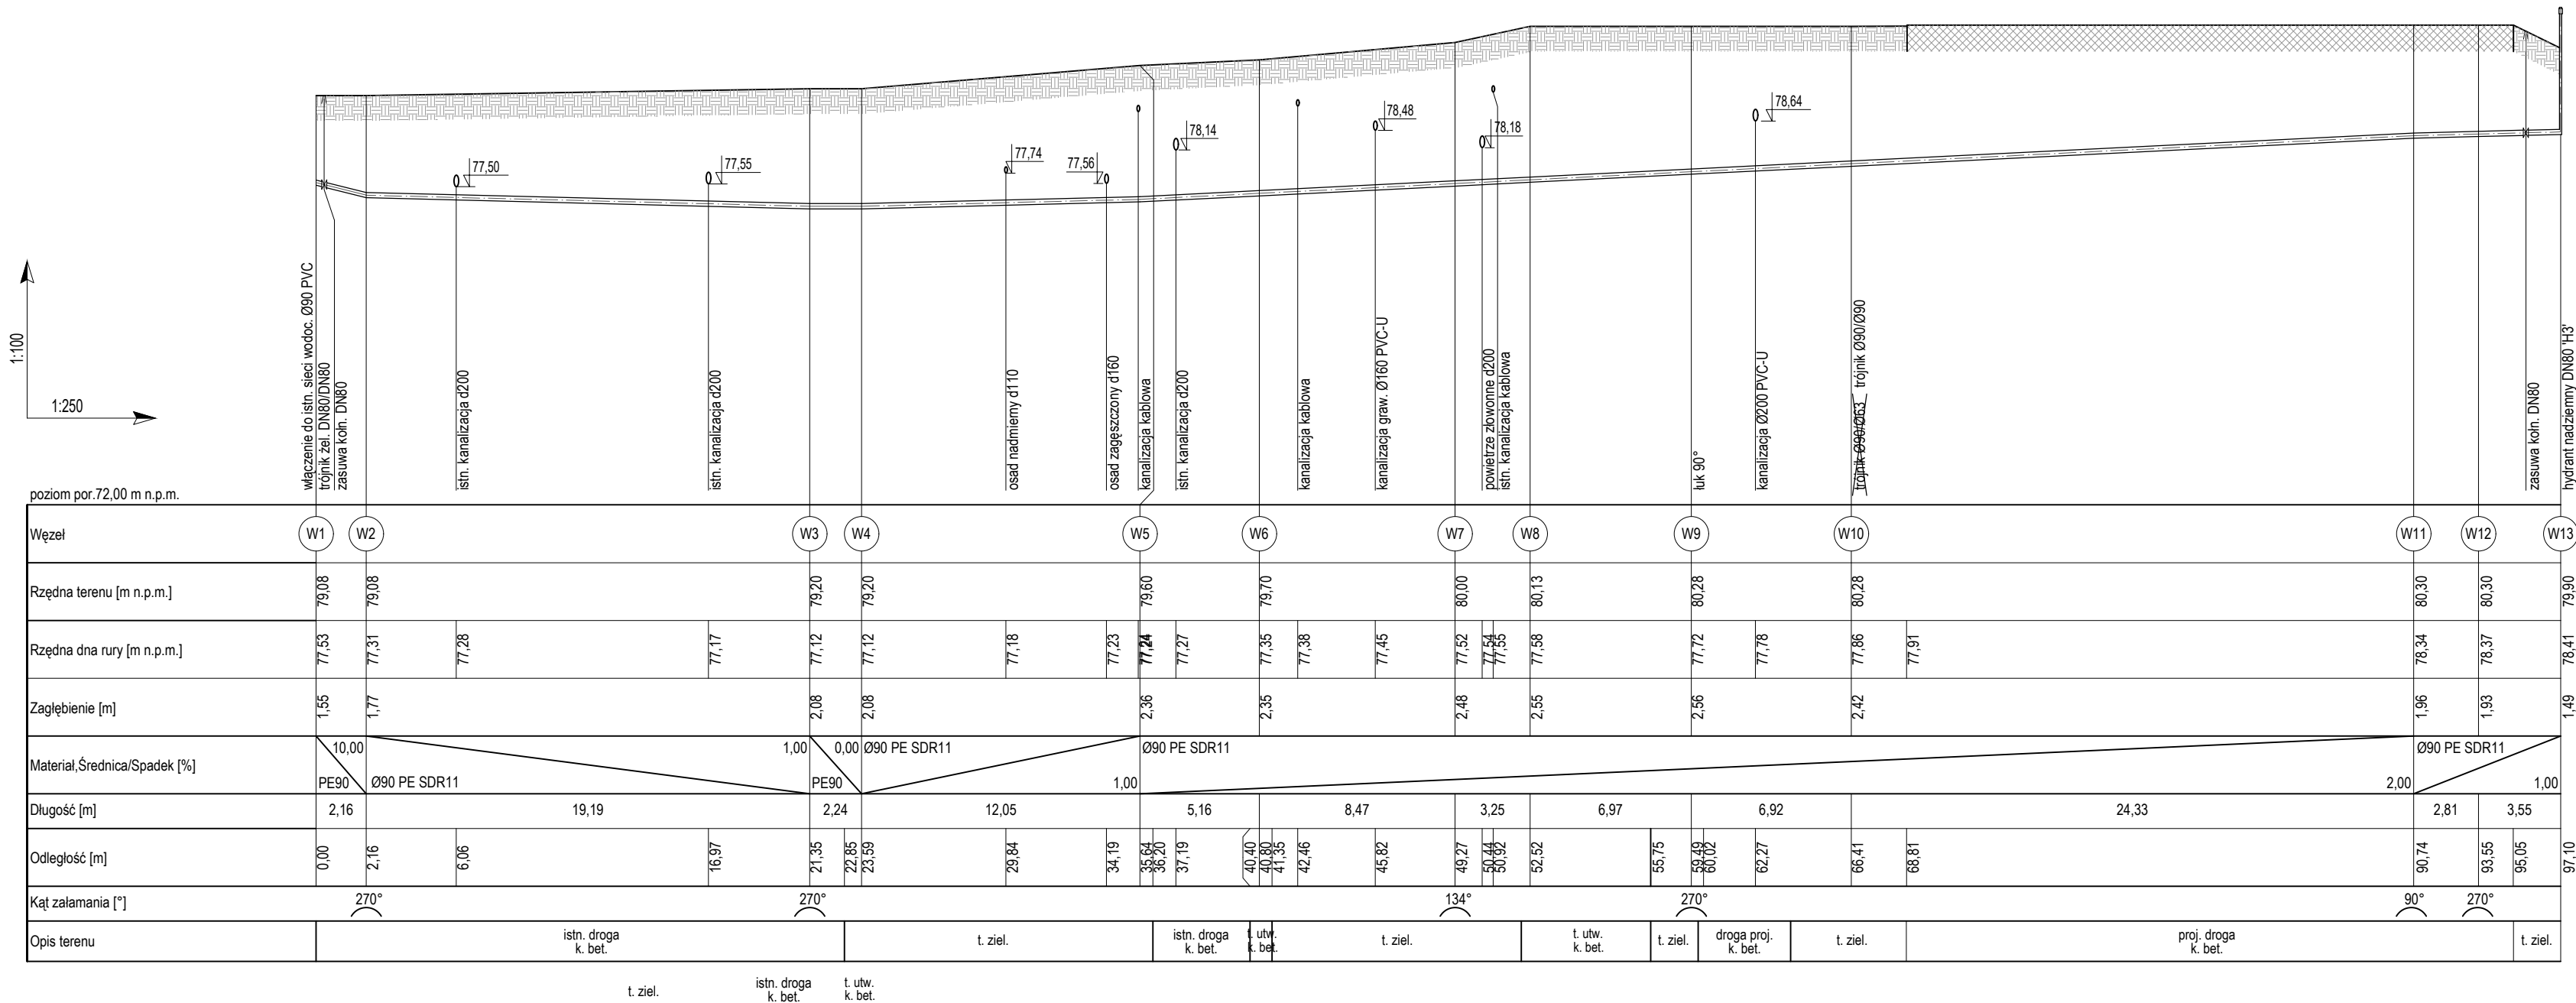 77,50
77,55
77,74
77,56
78,14
78,48
78,18
78,64
1:100
1:250
włączenie do istn. sieci wodoc. Ø90 PVC
trójnik żel. DN80/DN80
zasuwa kołn. DN80
istn. kanalizacja d200
istn. kanalizacja d200
osad nadmierny d110
osad zagęszczony d160
kanalizacja kablowa
istn. kanalizacja d200
kanalizacja kablowa
kanalizacja graw. Ø160 PVC-U
powietrze złowonne d200
istn. kanalizacja kablowa
łuk 90°
kanalizacja Ø200 PVC-U
trójnik Ø90/Ø63 trójnik Ø90/Ø90
zasuwa kołn. DN80
hydrant nadziemny DN80 'H3'
poziom por.72,00 m n.p.m.
Węzeł W1 W2 W3 W4 W5 W6 W7 W8 W9 W10 W11 W12 W13
Rzędna terenu [m n.p.m.] 79,08 79,08 79,20 79,20 79,60 79,70 80,00 80,13 80,28 80,28 80,30 80,30 79,90
Rzędna dna rury [m n.p.m.] 77,53 77,31 77,28 77,17 77,12 77,12 77,18 77,23 77,24 77,27 77,35 77,38 77,45 77,52 77,54 77,55 77,58 77,72 77,78 77,86 77,91 78,34 78,37 78,41
Zagłębienie [m] 1,55 1,77 2,08 2,08 2,36 2,35 2,48 2,55 2,56 2,42 1,96 1,93 1,49
10,00 1,00 0,00 Ø90 PE SDR11 Ø90 PE SDR11 Ø90 PE SDR11
Materiał,Średnica/Spadek [%]
PE90 Ø90 PE SDR11 PE90 1,00 2,00 1,00
Długość [m] 2,16 19,19 2,24 12,05 5,16 8,47 3,25 6,97 6,92 24,33 2,81 3,55
Odległość [m] 0,00 2,16 6,06 16,97 21,35 22,85 23,59 29,84 34,19 35,64 36,20 37,19 40,40 40,80 41,35 42,46 45,82 49,27 50,44 50,92 52,52 55,75 59,49 60,02 62,27 66,41 68,81 90,74 93,55 95,05 97,10
Kąt załamania [°] 270° 270° 134° 270° 90° 270°
Opis terenu
istn. droga
k. bet.
t. ziel.
istn. droga
k. bet.
t. utw.
k. bet.
t. ziel.
t. utw.
k. bet.
t. ziel.
droga proj.
k. bet.
t. ziel.
proj. droga
k. bet.
t. ziel.
t. ziel.
istn. droga
k. bet.
t. utw.
k. bet.